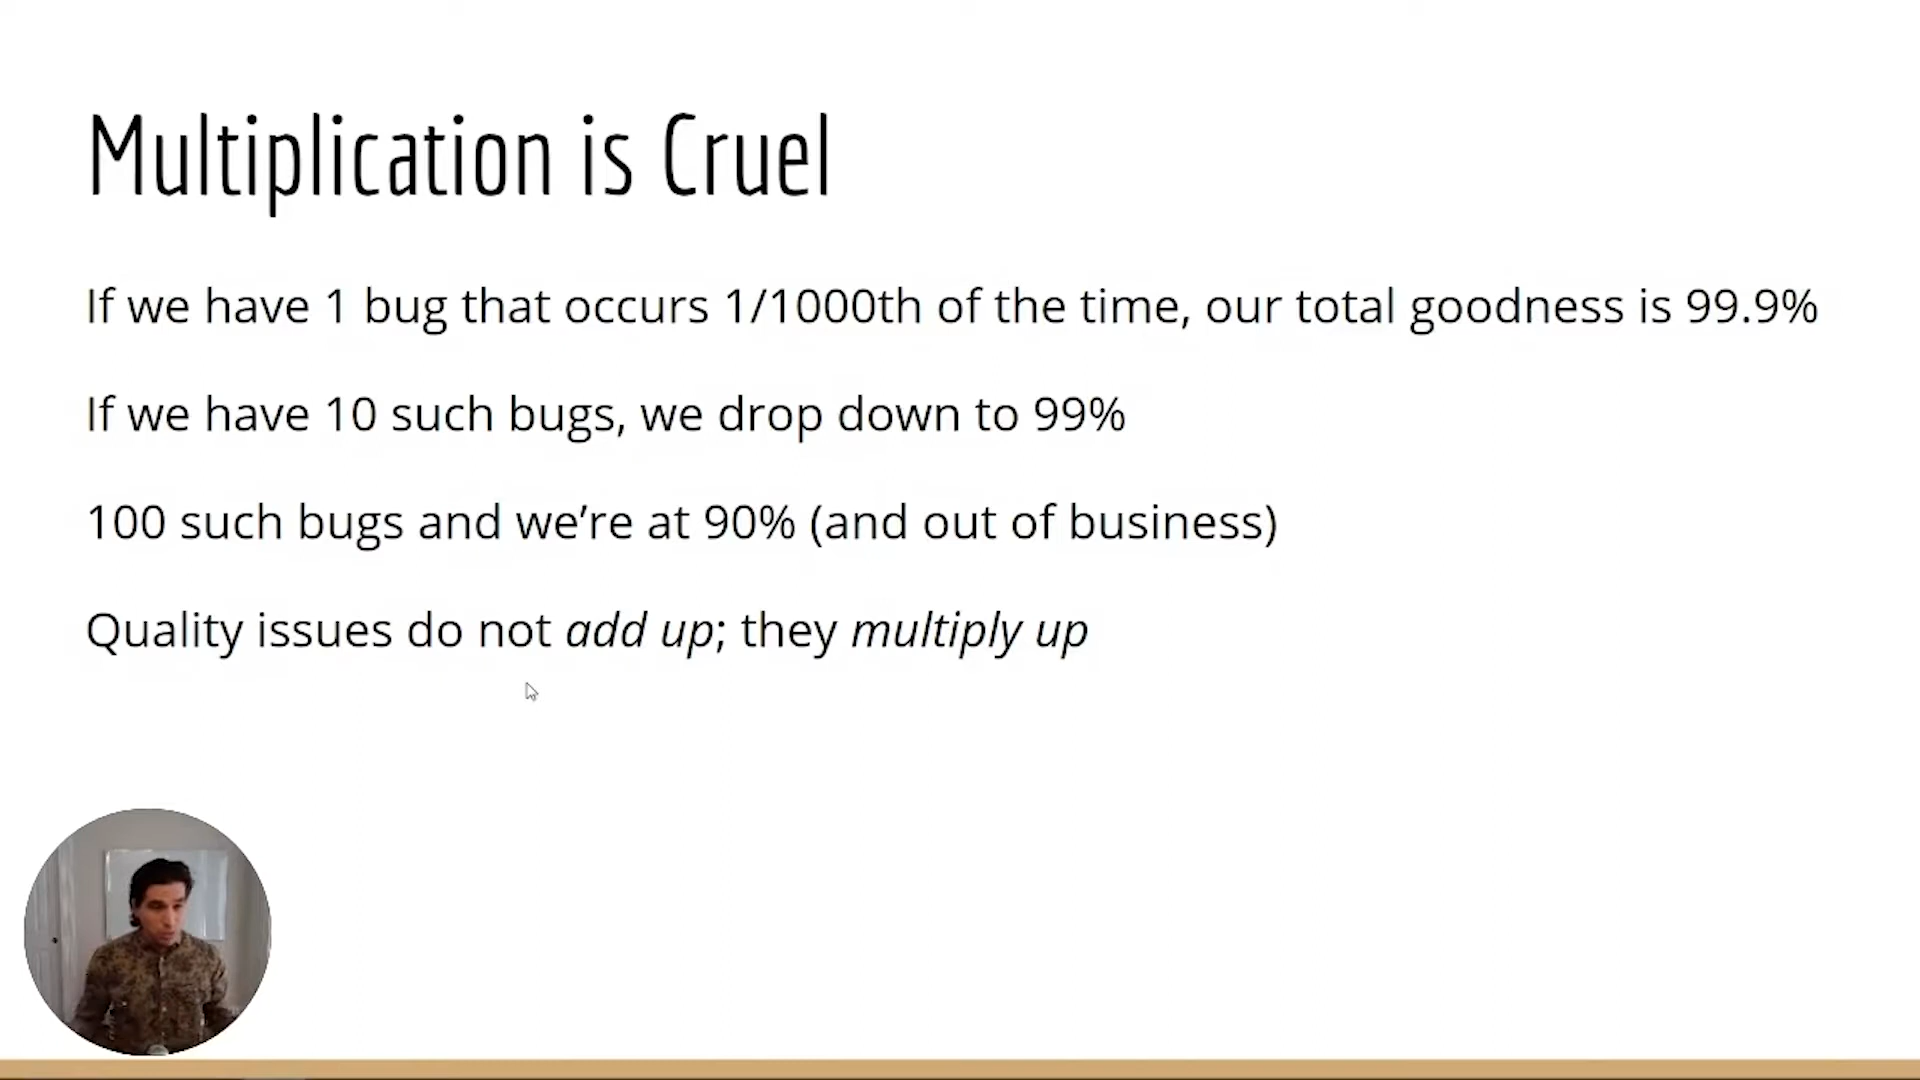 Multiplication is Cruel
If we have 1 bug that occurs 1/1000th of the time, our total goodness is 99.9%
If we have 10 such bugs, we drop down to 99%
100 such bugs and we’re at 90% (and out of business)
Quality issues do not add up; they multiply up